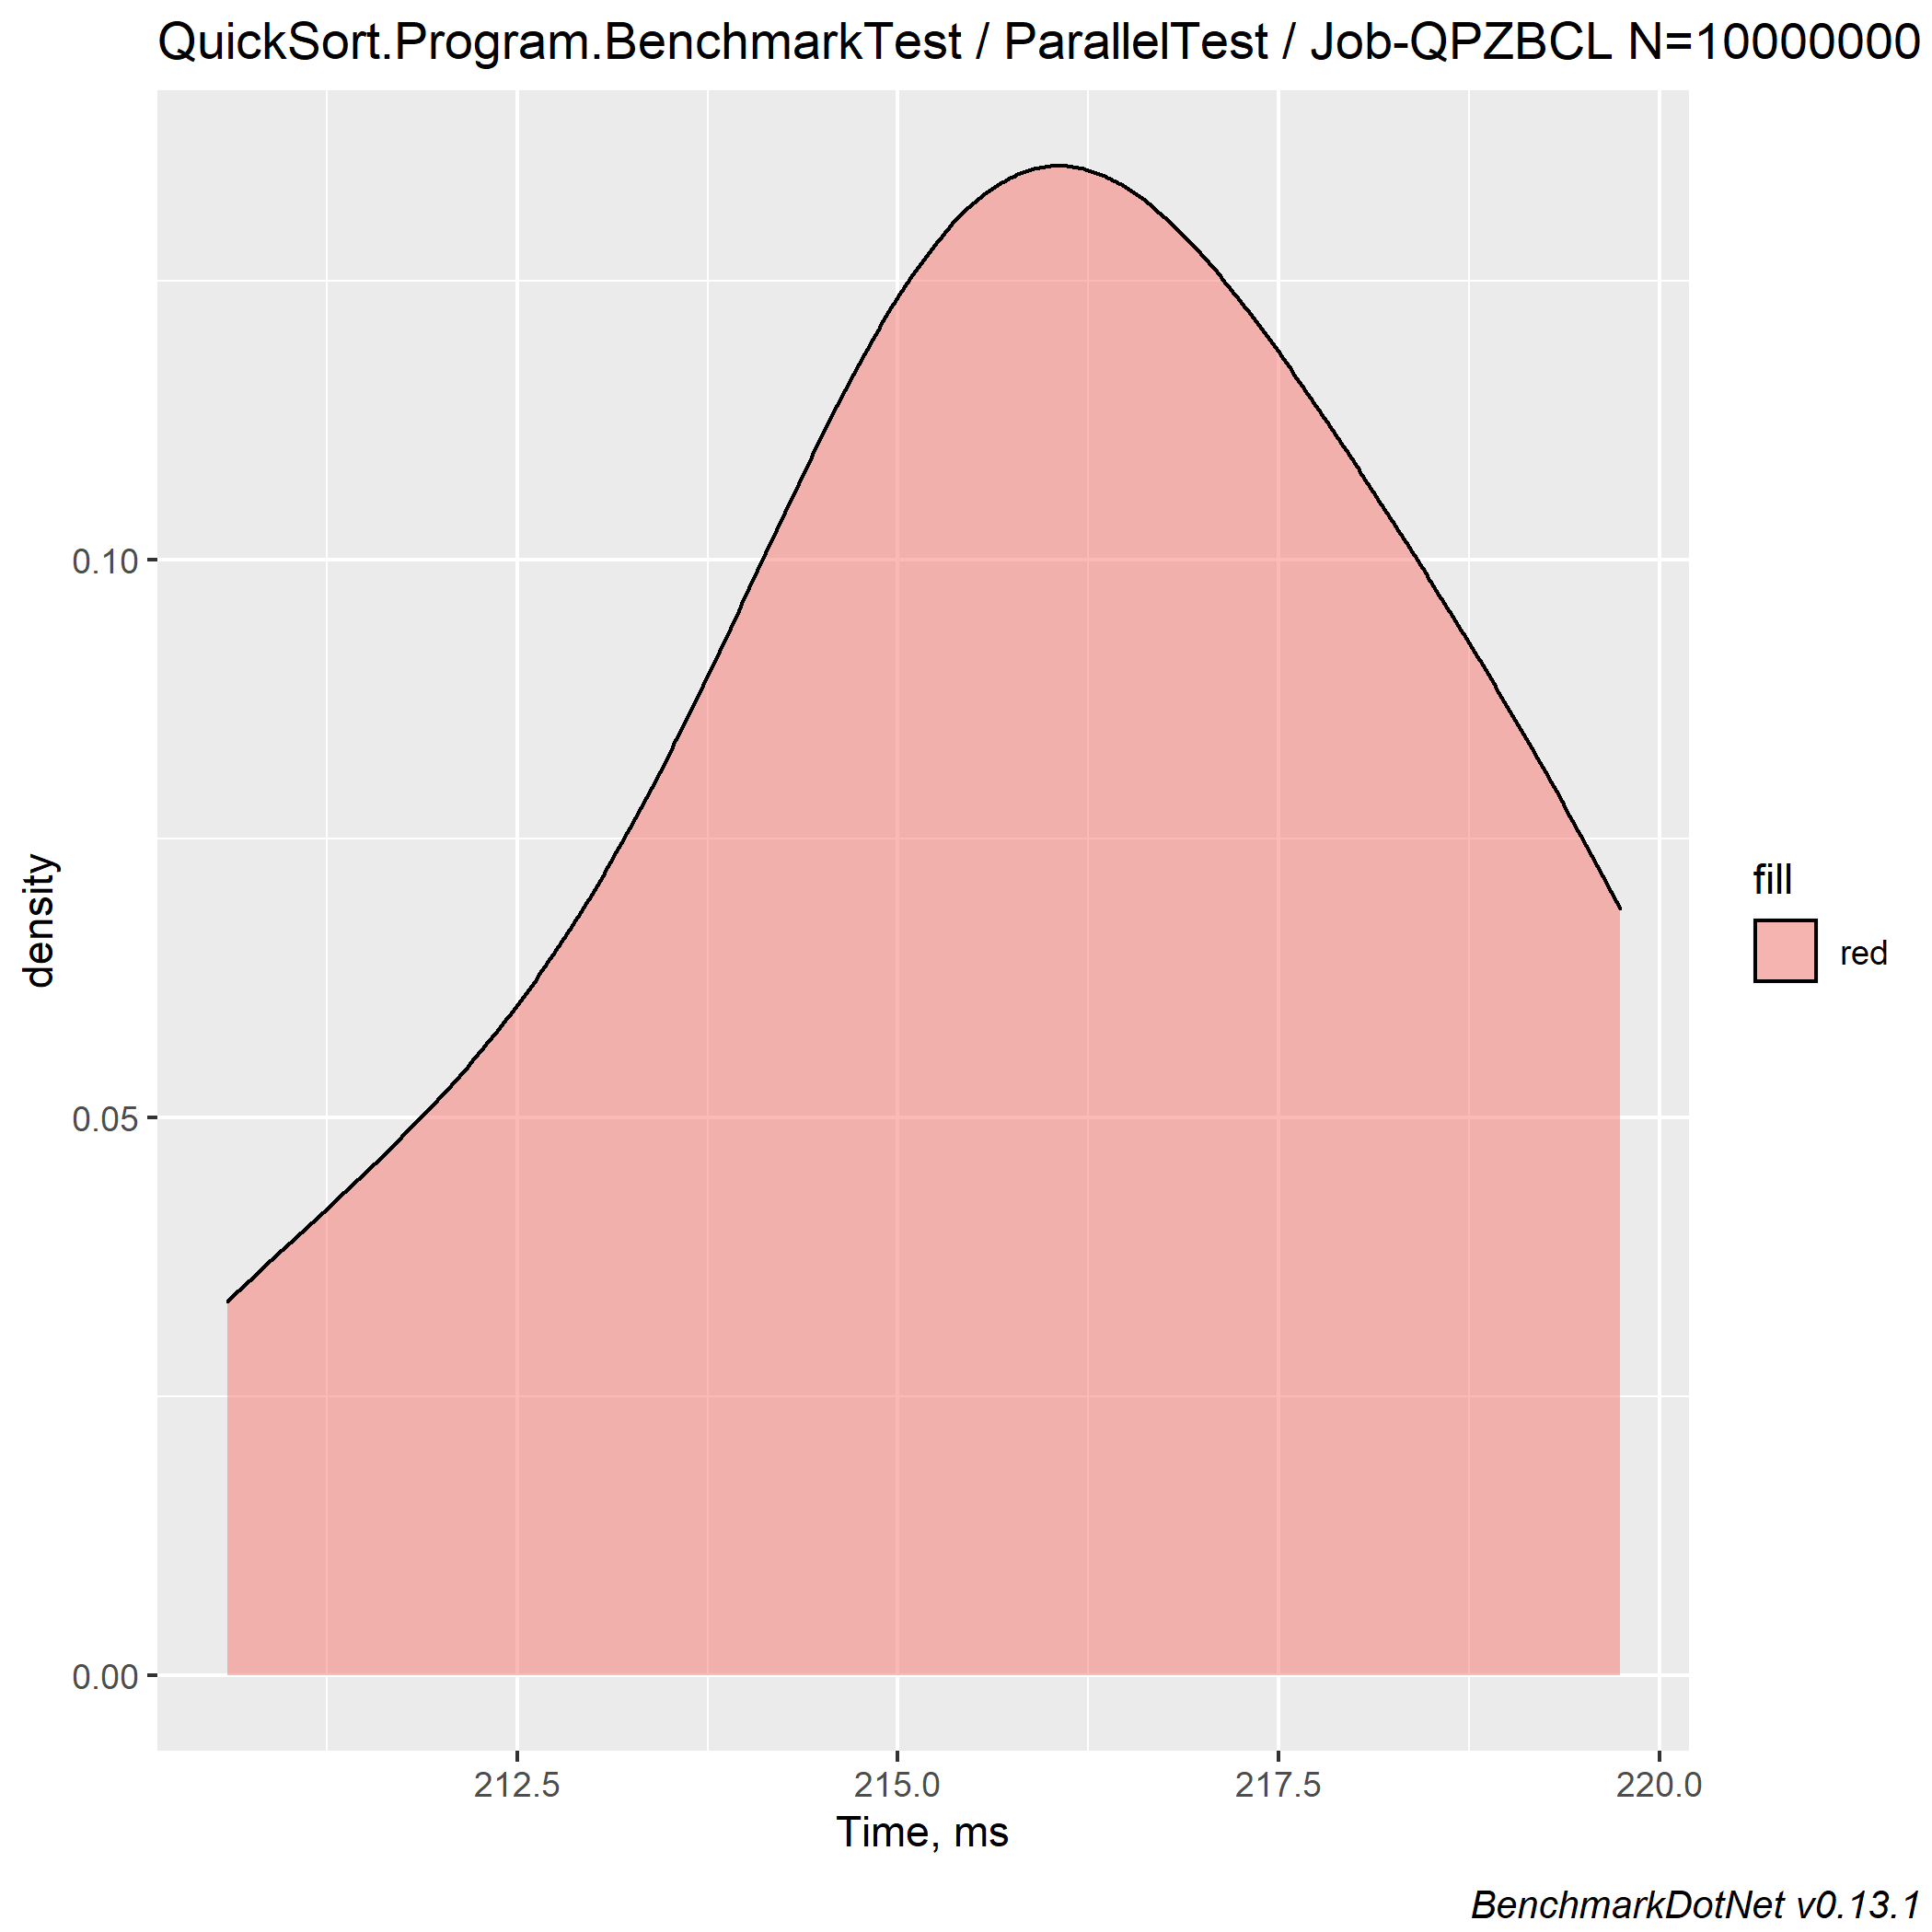 QuickSort.Program.BenchmarkTest / ParallelTest / Job-QPZBCL N=10000000
density
0.10
0.05
0.00
212.5 215.0 217.5 220.0
Time, ms
fill
red
BenchmarkDotNet v0.13.1